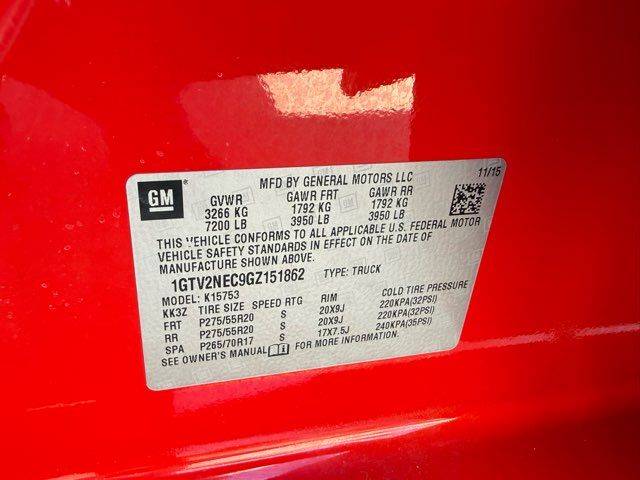 MFD BY GENERAL MOTORS LLC 11/15
GM ®
GVWR GAWR FRT GAWR RR
3266 KG 1792 KG 1792 KG
7200 LB 3950 LB 3950 LB
THIS VEHICLE CONFORMS TO ALL APPLICABLE U.S. FEDERAL MOTOR
VEHICLE SAFETY STANDARDS IN EFFECT ON THE DATE OF
MANUFACTURE SHOWN ABOVE.
1GTV2NEC9GZ151862 TYPE: TRUCK
MODEL: K15753
KK3Z TIRE SIZE SPEED RTG RIM COLD TIRE PRESSURE
FRT P275/55R20 S 20X9J 220KPA(32PSI)
RR P275/55R20 S 20X9J 220KPA(32PSI)
SPA P265/70R17 S 17X7.5J 240KPA(35PSI)
SEE OWNER'S MANUAL FOR MORE INFORMATION.